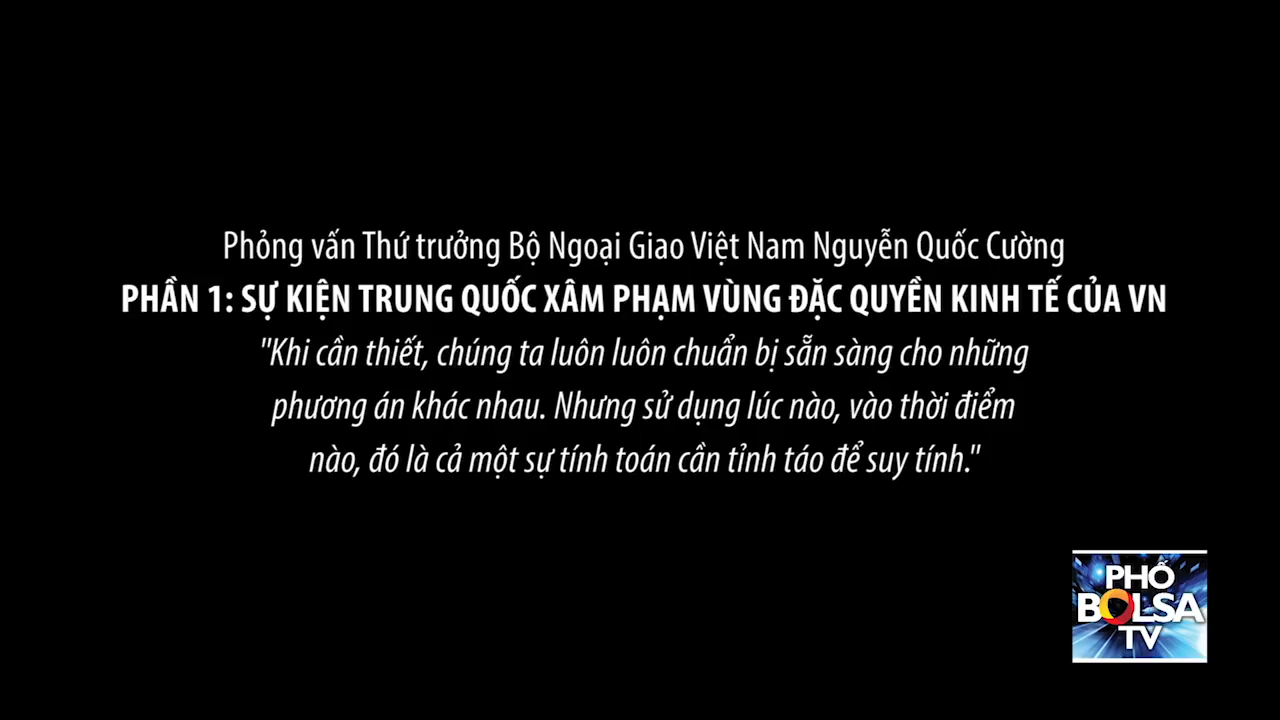 Phỏng vấn Thứ trưởng Bộ Ngoại Giao Việt Nam Nguyễn Quốc Cường
PHẦN 1: SỰ KIỆN TRUNG QUỐC XÂM PHẠM VÙNG ĐẶC QUYỀN KINH TẾ CỦA VN
"Khi cần thiết, chúng ta luôn luôn chuẩn bị sẵn sàng cho những
phương án khác nhau. Nhưng sử dụng lúc nào, vào thời điểm
nào, đó là cả một sự tính toán cần tỉnh táo để suy tính."
PHỐ
BOLSA
TV